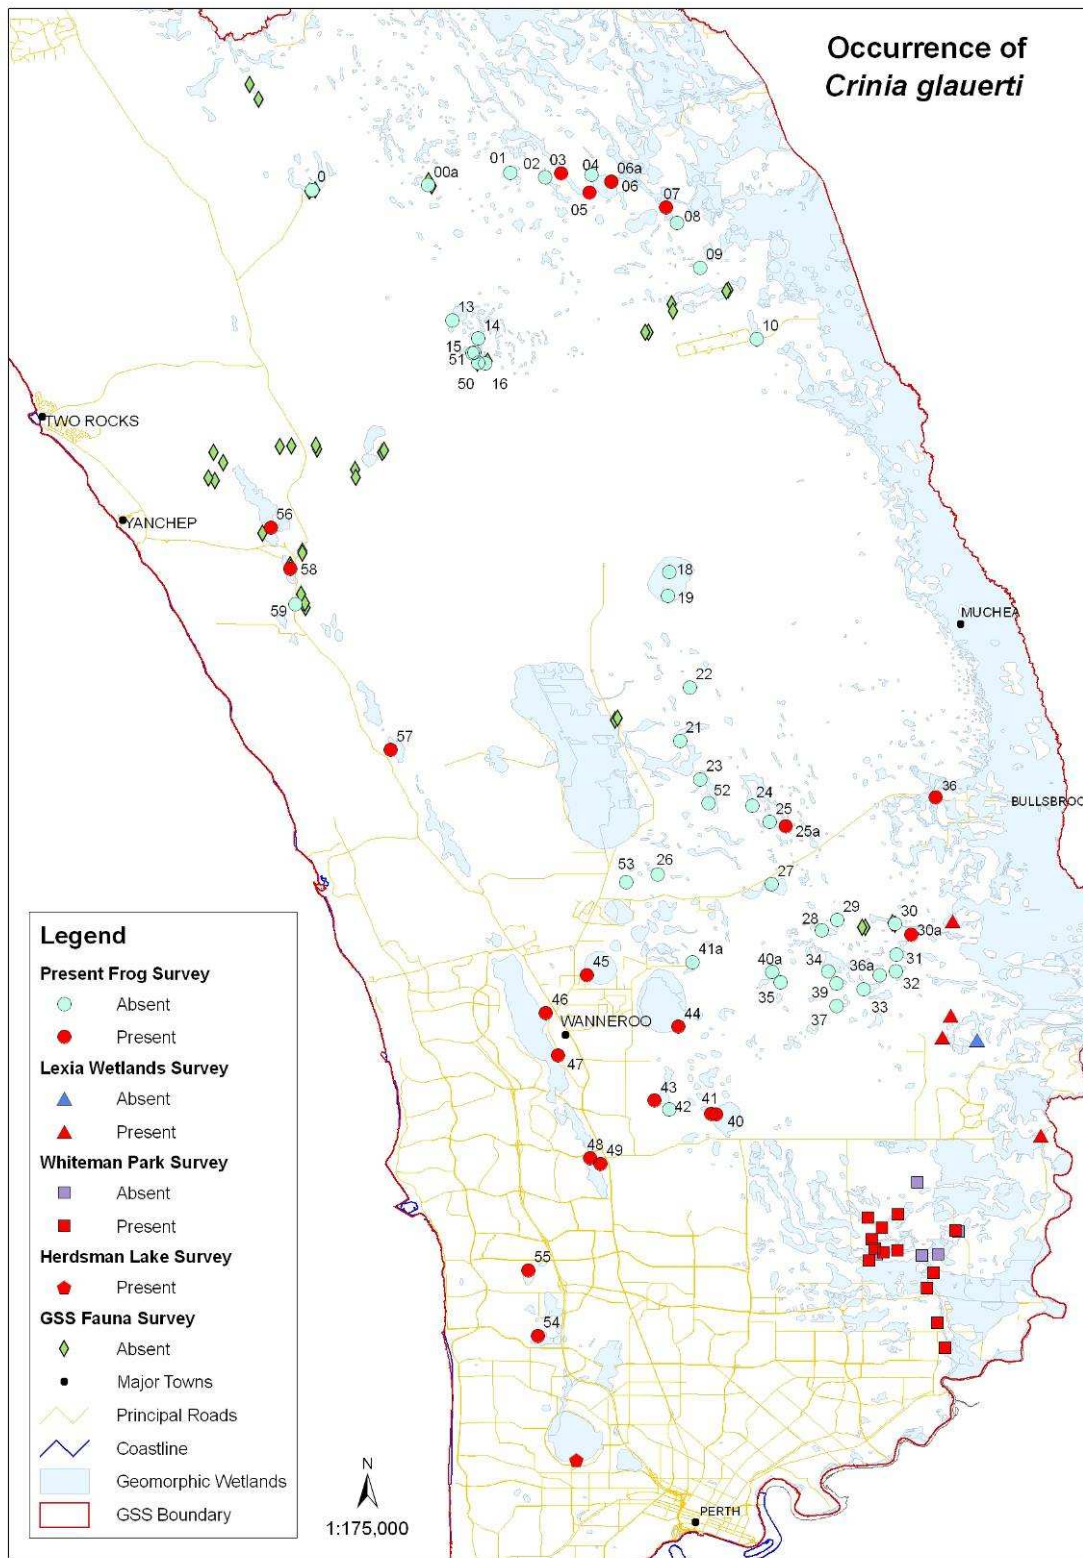 Occurrence of
Crinia glauerti
0
00a
01
02
03
04
06a
06
05
07
08
09
10
13
14
15
51
50
16
TWO ROCKS
YANCHEP
56
58
59
57
18
19
MUCHEA
22
21
23
52
24
25
25a
36
BULLSBROO
53
26
27
28
29
30
30a
31
32
36a
33
34
39
37
40a
35
41a
45
46
WANNEROO
44
47
43
42
41
40
48
49
55
54
PERTH
Legend
Present Frog Survey
Absent
Present
Lexia Wetlands Survey
Absent
Present
Whiteman Park Survey
Absent
Present
Herdsman Lake Survey
Present
GSS Fauna Survey
Absent
Major Towns
Principal Roads
Coastline
Geomorphic Wetlands
GSS Boundary
N
1:175,000